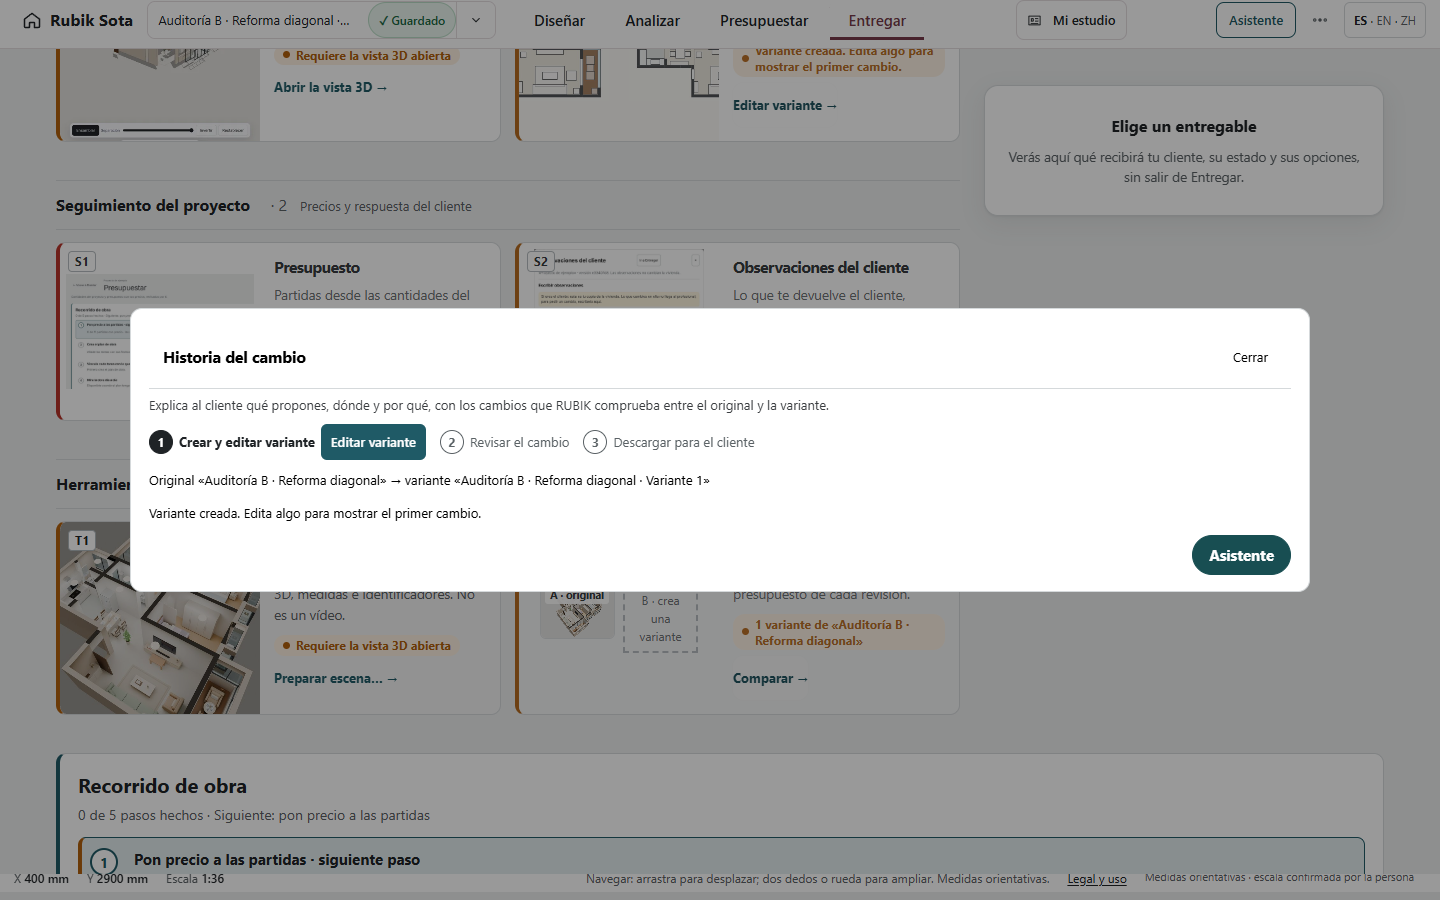 Rubik Sota
Auditoría B · Reforma diagonal ·...
✓ Guardado
Diseñar
Analizar
Presupuestar
Entregar
Mi estudio
Asistente
ES · EN · ZH
Requiere la vista 3D abierta
Abrir la vista 3D →
variante creada. Edita algo para
mostrar el primer cambio.
Editar variante →
Elige un entregable
Verás aquí qué recibirá tu cliente, su estado y sus opciones,
sin salir de Entregar.
Seguimiento del proyecto · 2 Precios y respuesta del cliente
S1
Presupuestar
Presupuesto
Partidas desde las cantidades del
S2
Observaciones del cliente
Lo que te devuelve el cliente,
Historia del cambio
Cerrar
Explica al cliente qué propones, dónde y por qué, con los cambios que RUBIK comprueba entre el original y la variante.
1 Crear y editar variante Editar variante 2 Revisar el cambio 3 Descargar para el cliente
Original «Auditoría B · Reforma diagonal» → variante «Auditoría B · Reforma diagonal · Variante 1»
Variante creada. Edita algo para mostrar el primer cambio.
Asistente
T1
3D, medidas e identificadores. No
es un vídeo.
Requiere la vista 3D abierta
Preparar escena... →
A · original
B · crea
una
variante
presupuesto de cada revisión.
1 variante de «Auditoría B ·
Reforma diagonal»
Comparar →
Recorrido de obra
0 de 5 pasos hechos · Siguiente: pon precio a las partidas
1 Pon precio a las partidas · siguiente paso
X 400 mm Y 2900 mm Escala 1:36
Navegar: arrastra para desplazar; dos dedos o rueda para ampliar. Medidas orientativas.
Legal y uso
Medidas orientativas · escala confirmada por la persona